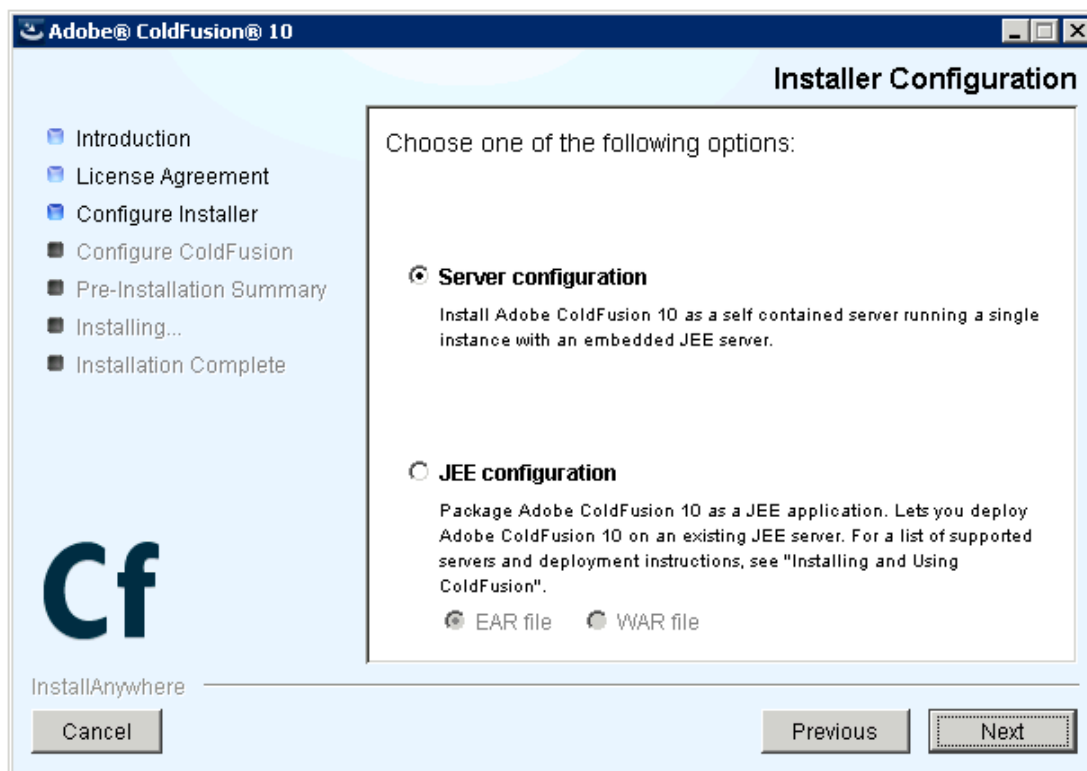 Adobe® ColdFusion® 10
Installer Configuration
Introduction
License Agreement
Configure Installer
Configure ColdFusion
Pre-Installation Summary
Installing...
Installation Complete
Choose one of the following options:
Server configuration
Install Adobe ColdFusion 10 as a self contained server running a single
instance with an embedded JEE server.
JEE configuration
Package Adobe ColdFusion 10 as a JEE application. Lets you deploy
Adobe ColdFusion 10 on an existing JEE server. For a list of supported
servers and deployment instructions, see "Installing and Using
ColdFusion".
EAR file WAR file
Cf
InstallAnywhere
Cancel Previous Next